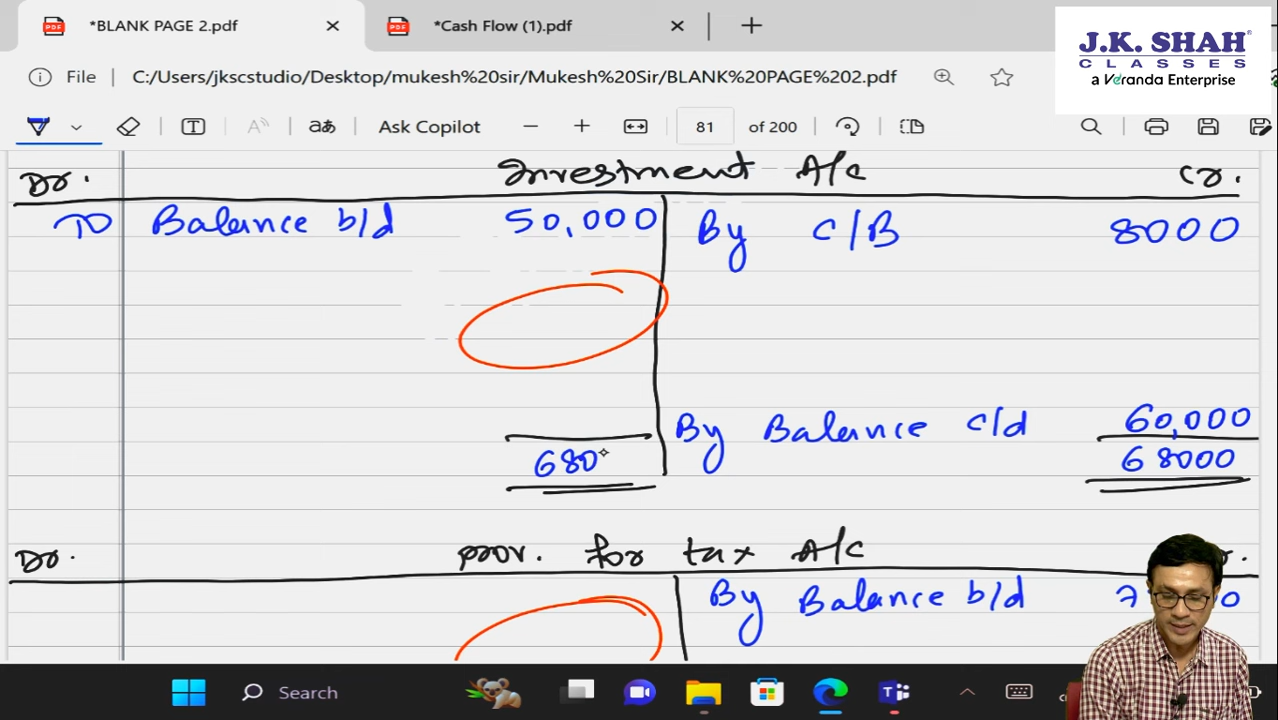 *BLANK PAGE 2.pdf
*Cash Flow (1).pdf
J.K. SHAH®
CLASSES
a Veranda Enterprise
File C:/Users/jkscstudio/Desktop/mukesh%20sir/Mukesh%20Sir/BLANK%20PAGE%202.pdf
Ask Copilot 81 of 200
Dr. Investment A/c Cr.
TO Balance b/d 50,000 By C/B 8000
By Balance c/d 60,000
680 68000
Dr. prov. for tax A/c
By Balance b/d
Search